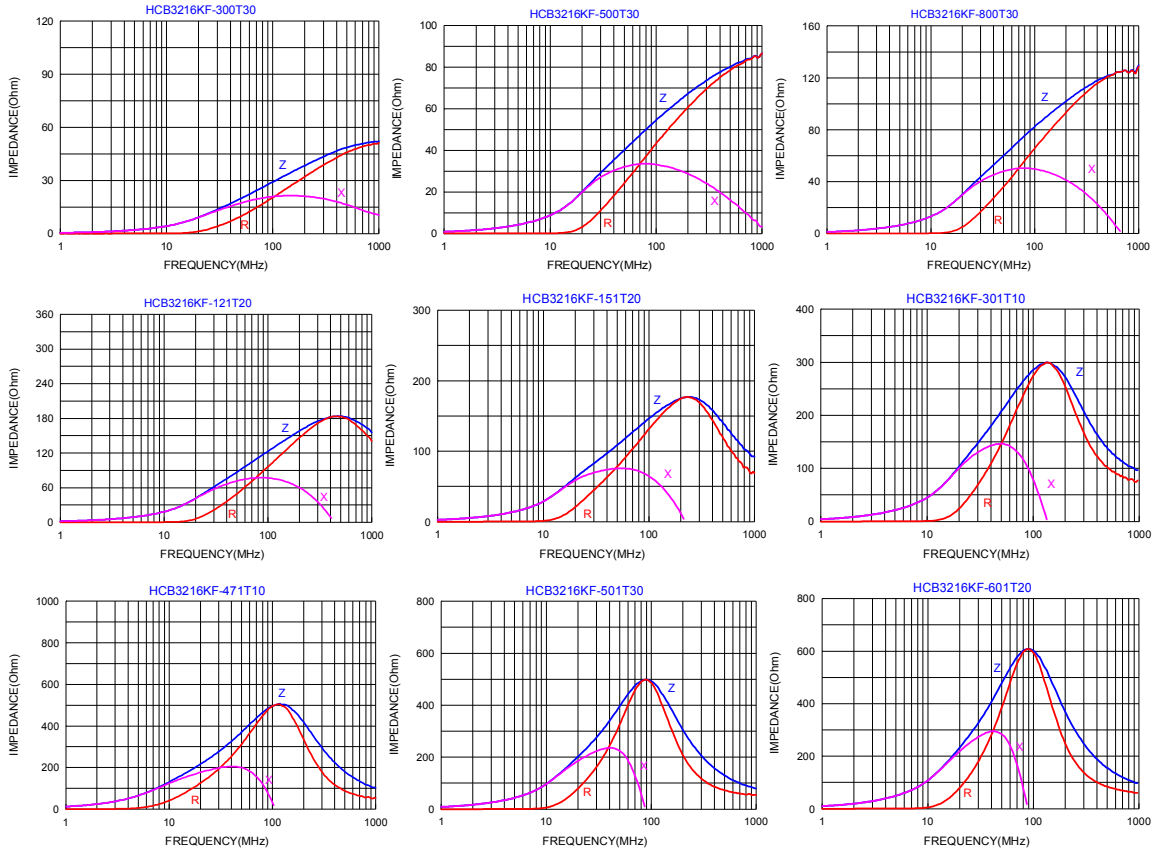 HCB3216KF-300T30
IMPEDANCE(Ohm)
120
90
60
30
0
Z
X
R
1
10
100
1000
FREQUENCY(MHz)
HCB3216KF-500T30
IMPEDANCE(Ohm)
100
80
60
40
20
0
Z
X
R
1
10
100
1000
FREQUENCY(MHz)
HCB3216KF-800T30
IMPEDANCE(Ohm)
160
120
80
40
0
Z
X
R
1
10
100
1000
FREQUENCY(MHz)
HCB3216KF-121T20
IMPEDANCE(Ohm)
360
300
240
180
120
60
0
Z
X
R
1
10
100
1000
FREQUENCY(MHz)
HCB3216KF-151T20
IMPEDANCE(Ohm)
300
200
100
0
Z
X
R
1
10
100
1000
FREQUENCY(MHz)
HCB3216KF-301T10
IMPEDANCE(Ohm)
400
300
200
100
0
Z
X
R
1
10
100
1000
FREQUENCY(MHz)
HCB3216KF-471T10
IMPEDANCE(Ohm)
1000
800
600
400
200
0
Z
X
R
1
10
100
1000
FREQUENCY(MHz)
HCB3216KF-501T30
IMPEDANCE(Ohm)
800
600
400
200
0
Z
X
R
1
10
100
1000
FREQUENCY(MHz)
HCB3216KF-601T20
IMPEDANCE(Ohm)
800
600
400
200
0
Z
X
R
1
10
100
1000
FREQUENCY(MHz)